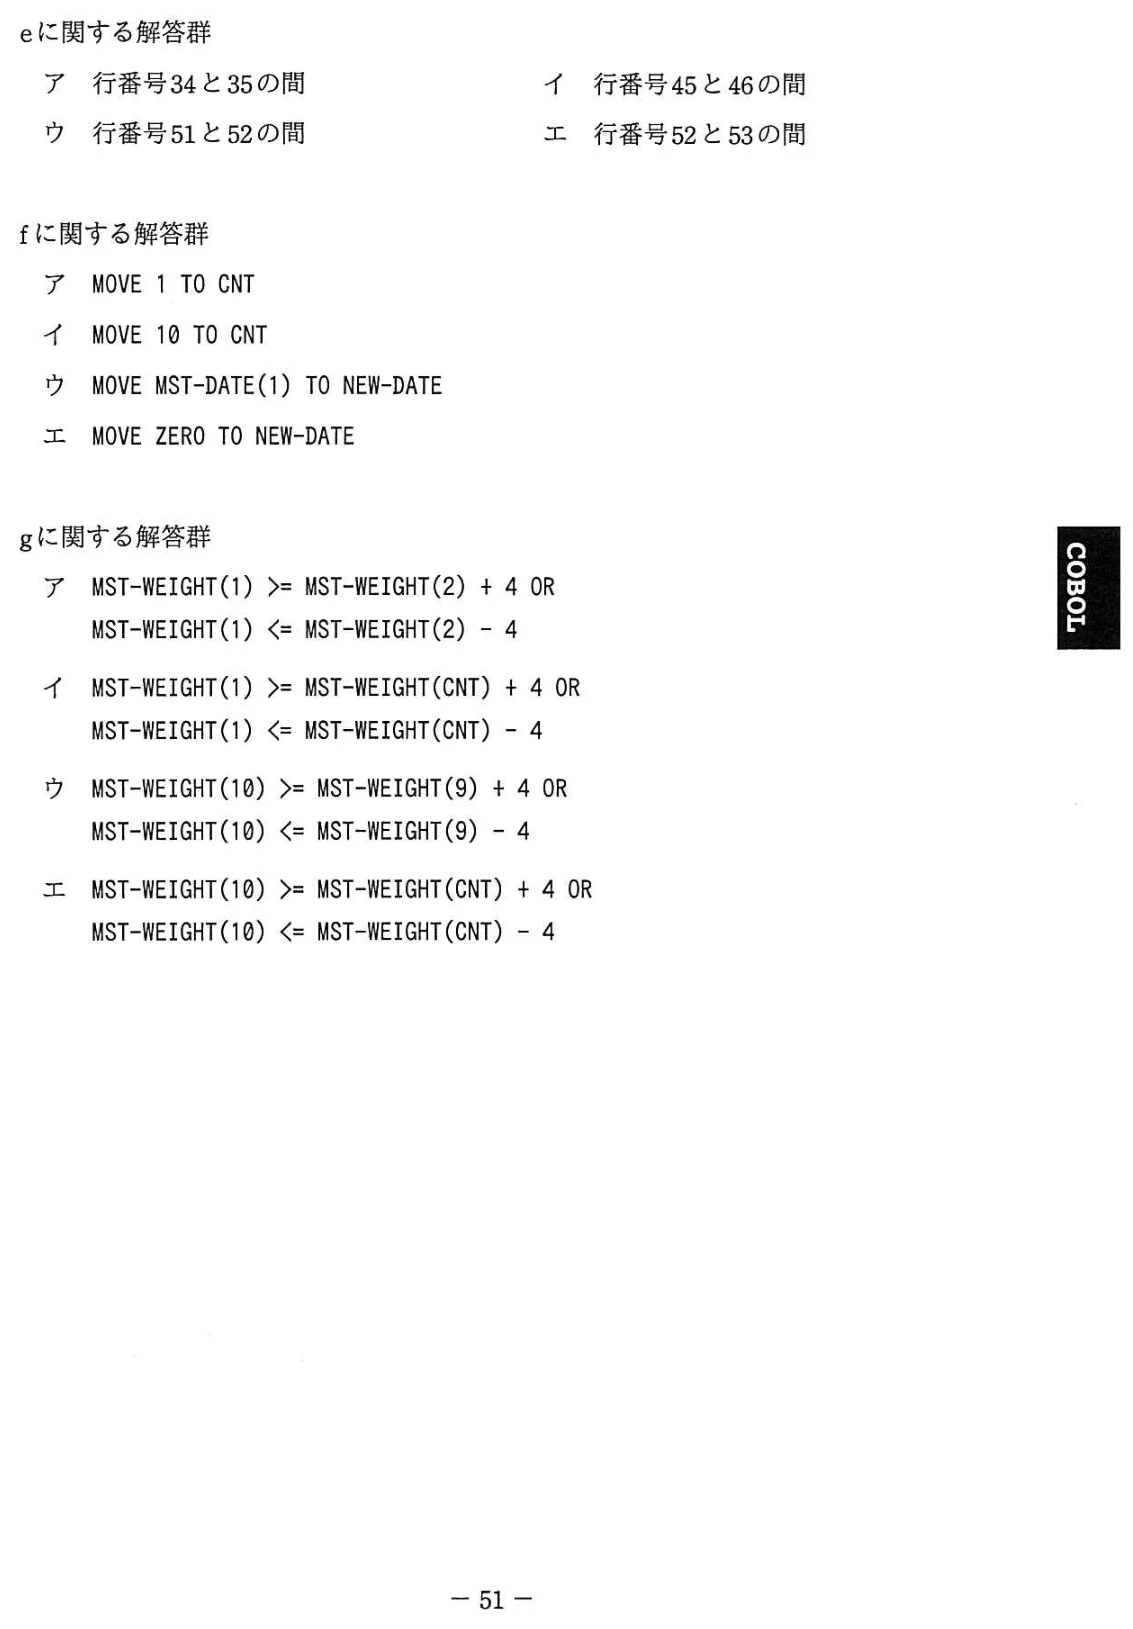 eに関する解答群
ア 行番号34と35の間 イ 行番号45と46の間
ウ 行番号51と52の間 エ 行番号52と53の間
fに関する解答群
ア MOVE 1 TO CNT
イ MOVE 10 TO CNT
ウ MOVE MST-DATE(1) TO NEW-DATE
エ MOVE ZERO TO NEW-DATE
gに関する解答群
ア MST-WEIGHT(1) >= MST-WEIGHT(2) + 4 OR
MST-WEIGHT(1) <= MST-WEIGHT(2) - 4
イ MST-WEIGHT(1) >= MST-WEIGHT(CNT) + 4 OR
MST-WEIGHT(1) <= MST-WEIGHT(CNT) - 4
ウ MST-WEIGHT(10) >= MST-WEIGHT(9) + 4 OR
MST-WEIGHT(10) <= MST-WEIGHT(9) - 4
エ MST-WEIGHT(10) >= MST-WEIGHT(CNT) + 4 OR
MST-WEIGHT(10) <= MST-WEIGHT(CNT) - 4
COBOL
― 51 ―